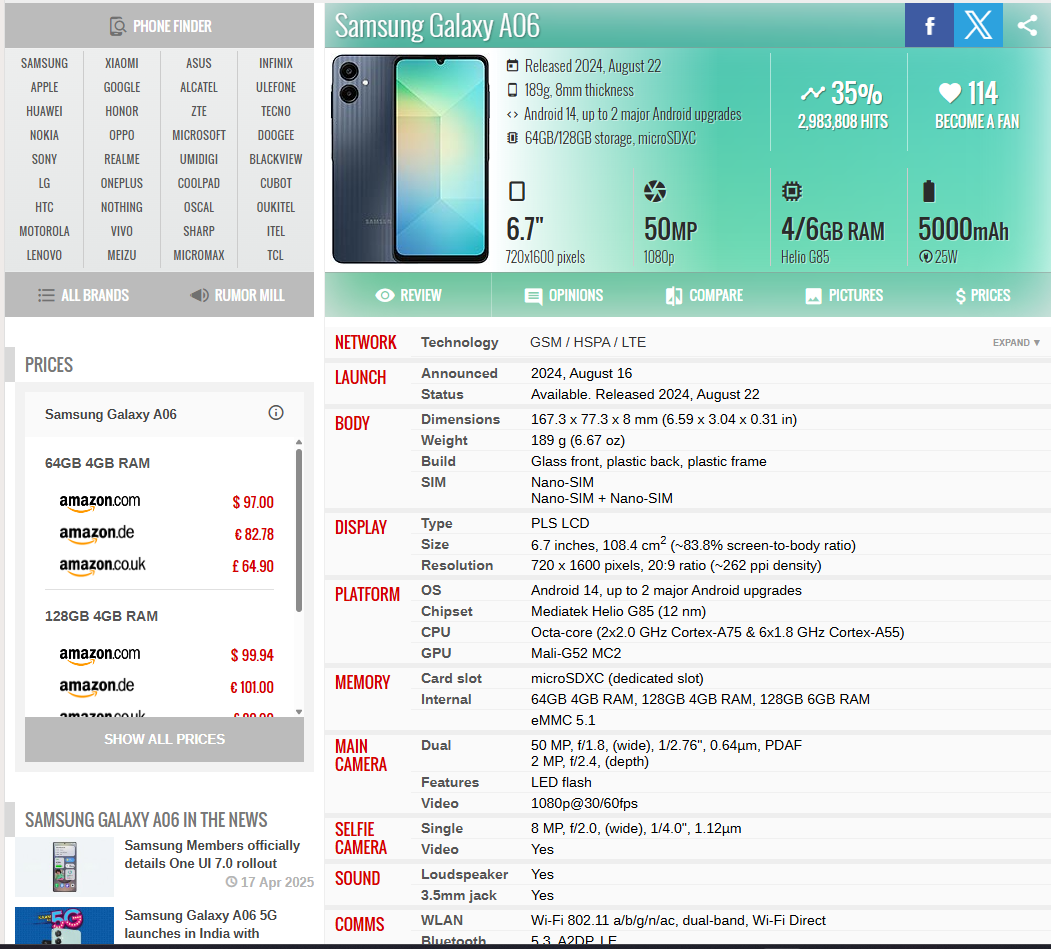 PHONE FINDER
SAMSUNG XIAOMI ASUS INFINIX
APPLE GOOGLE ALCATEL ULEFONE
HUAWEI HONOR ZTE TECNO
NOKIA OPPO MICROSOFT DOOGEE
SONY REALME UMIDIGI BLACKVIEW
LG ONEPLUS COOLPAD CUBOT
HTC NOTHING OSCAL OUKITEL
MOTOROLA VIVO SHARP ITEL
LENOVO MEIZU MICROMAX TCL
ALL BRANDS RUMOR MILL
Samsung Galaxy A06
f X
Released 2024, August 22
189g, 8mm thickness
Android 14, up to 2 major Android upgrades
64GB/128GB storage, microSDXC
35%
2,983,808 HITS
114
BECOME A FAN
SAMSUNG
6.7"
720x1600 pixels
50MP
1080p
4/6GB RAM
Helio G85
5000mAh
25W
REVIEW OPINIONS COMPARE PICTURES PRICES
PRICES
Samsung Galaxy A06
64GB 4GB RAM
amazon.com $ 97.00
amazon.de € 82.78
amazon.co.uk £ 64.90
128GB 4GB RAM
amazon.com $ 99.94
amazon.de € 101.00
amazon.co.uk
SHOW ALL PRICES
SAMSUNG GALAXY A06 IN THE NEWS
Samsung Members officially
details One UI 7.0 rollout
17 Apr 2025
5G
Samsung Galaxy A06 5G
launches in India with
NETWORK Technology GSM / HSPA / LTE EXPAND ▼
LAUNCH Announced 2024, August 16
Status Available. Released 2024, August 22
BODY Dimensions 167.3 x 77.3 x 8 mm (6.59 x 3.04 x 0.31 in)
Weight 189 g (6.67 oz)
Build Glass front, plastic back, plastic frame
SIM Nano-SIM
Nano-SIM + Nano-SIM
DISPLAY Type PLS LCD
Size 6.7 inches, 108.4 cm2 (~83.8% screen-to-body ratio)
Resolution 720 x 1600 pixels, 20:9 ratio (~262 ppi density)
PLATFORM OS Android 14, up to 2 major Android upgrades
Chipset Mediatek Helio G85 (12 nm)
CPU Octa-core (2x2.0 GHz Cortex-A75 & 6x1.8 GHz Cortex-A55)
GPU Mali-G52 MC2
MEMORY Card slot microSDXC (dedicated slot)
Internal 64GB 4GB RAM, 128GB 4GB RAM, 128GB 6GB RAM
eMMC 5.1
MAIN CAMERA Dual 50 MP, f/1.8, (wide), 1/2.76", 0.64µm, PDAF
2 MP, f/2.4, (depth)
Features LED flash
Video 1080p@30/60fps
SELFIE CAMERA Single 8 MP, f/2.0, (wide), 1/4.0", 1.12µm
Video Yes
SOUND Loudspeaker Yes
3.5mm jack Yes
COMMS WLAN Wi-Fi 802.11 a/b/g/n/ac, dual-band, Wi-Fi Direct
Bluetooth 5.3, A2DP, LE